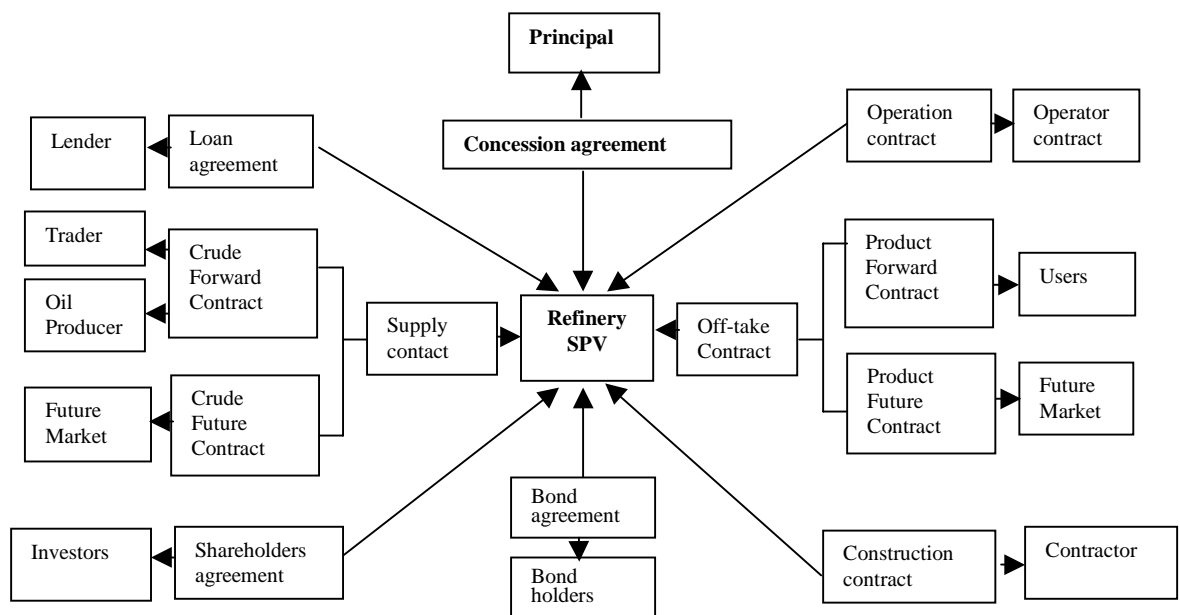 Principal
Concession agreement
Operation
contract
Operator
contract
Lender
Loan
agreement
Trader
Crude
Forward
Contract
Oil
Producer
Supply
contact
Refinery
SPV
Off-take
Contract
Product
Forward
Contract
Users
Future
Market
Crude
Future
Contract
Product
Future
Contract
Future
Market
Bond
agreement
Bond
holders
Investors
Shareholders
agreement
Construction
contract
Contractor